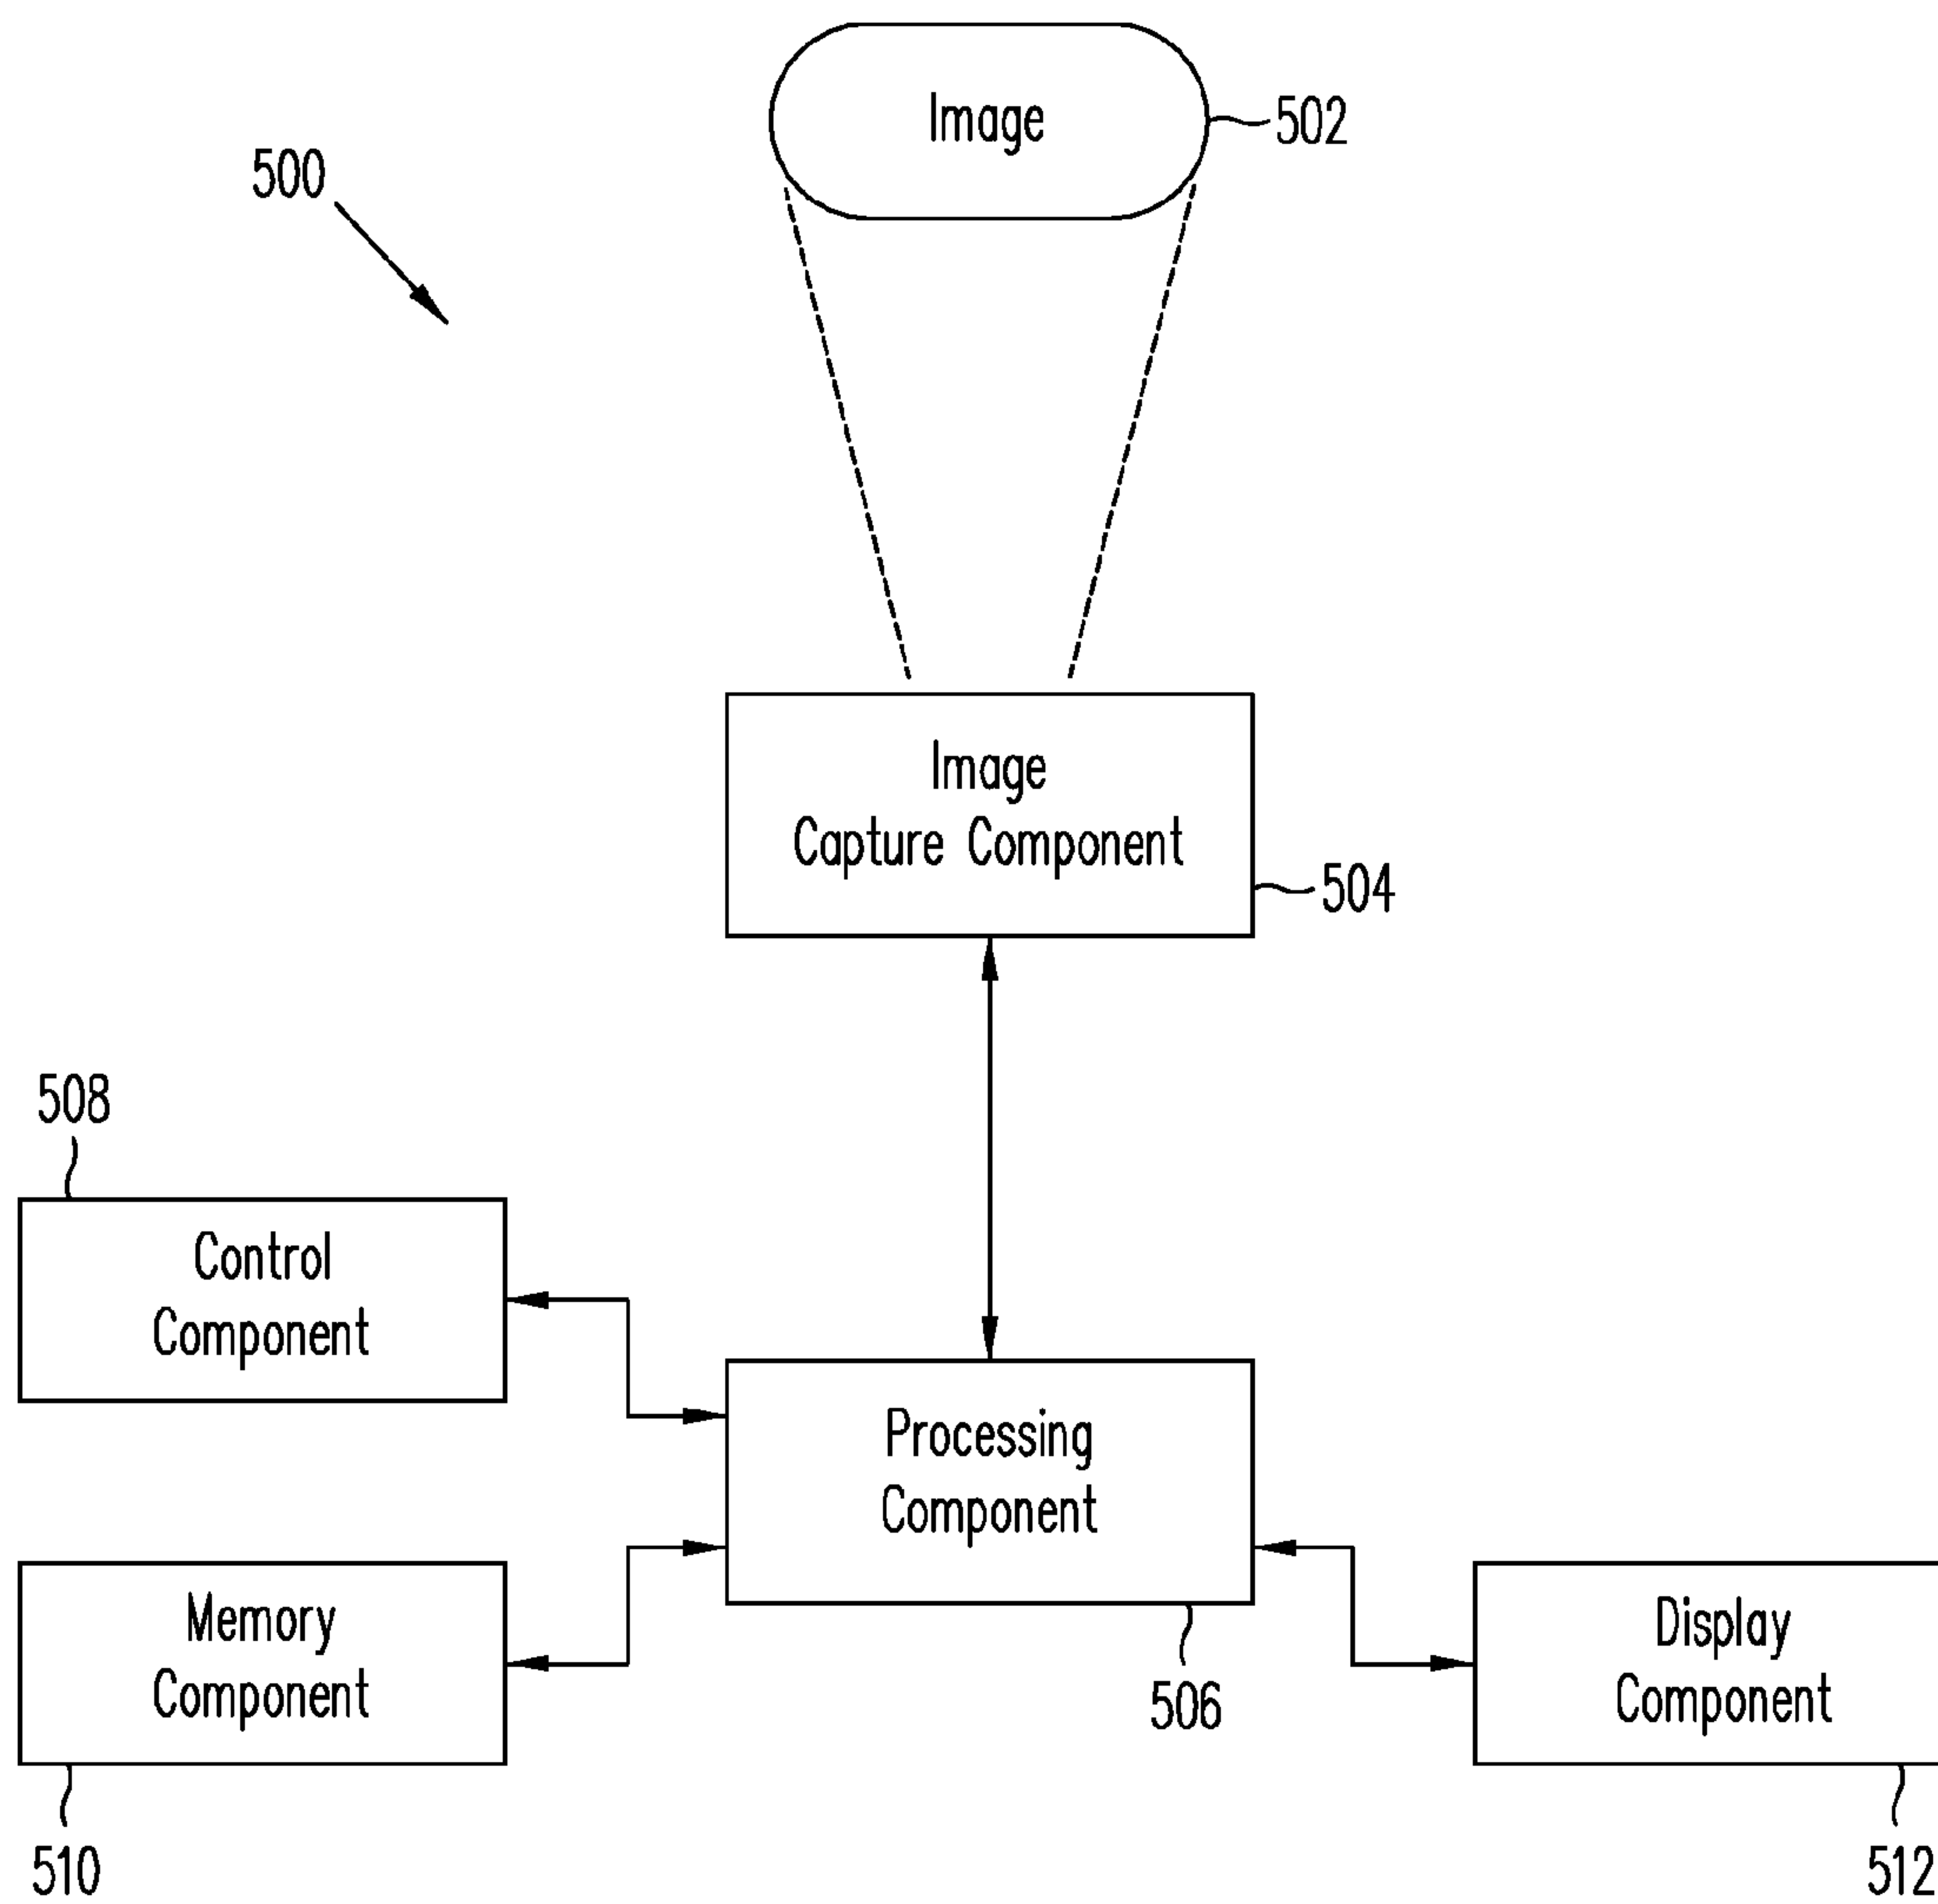 Image
502
500
Image
Capture Component
504
508
Control
Component
Processing
Component
506
Memory
Component
510
Display
Component
512